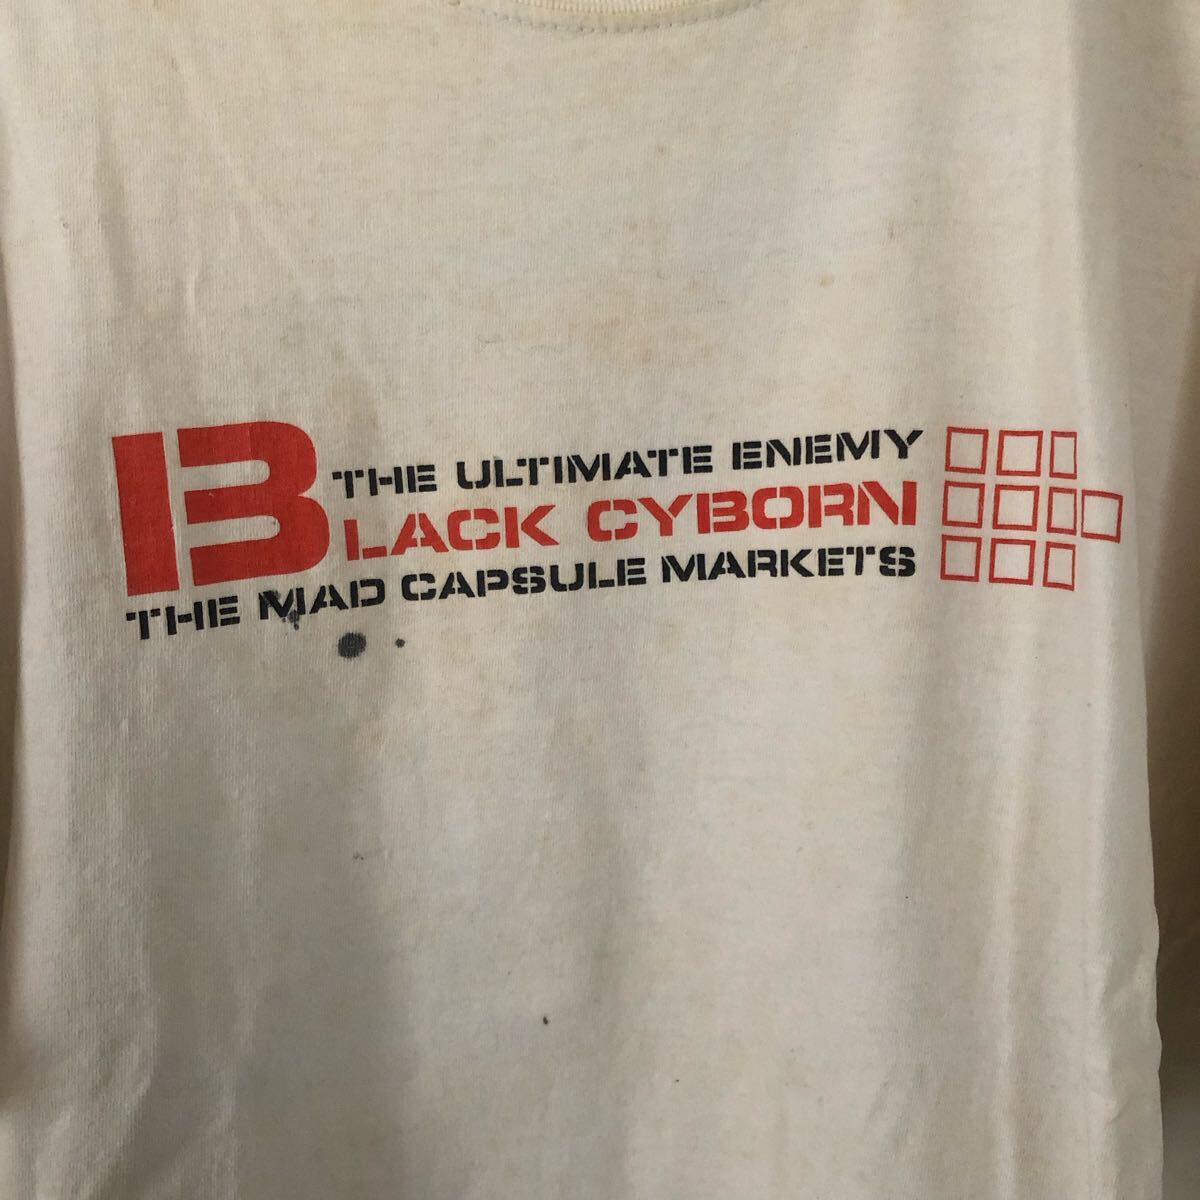 THE ULTIMATE ENEMY
BLACK CYBORN
THE MAD CAPSULE MARKETS